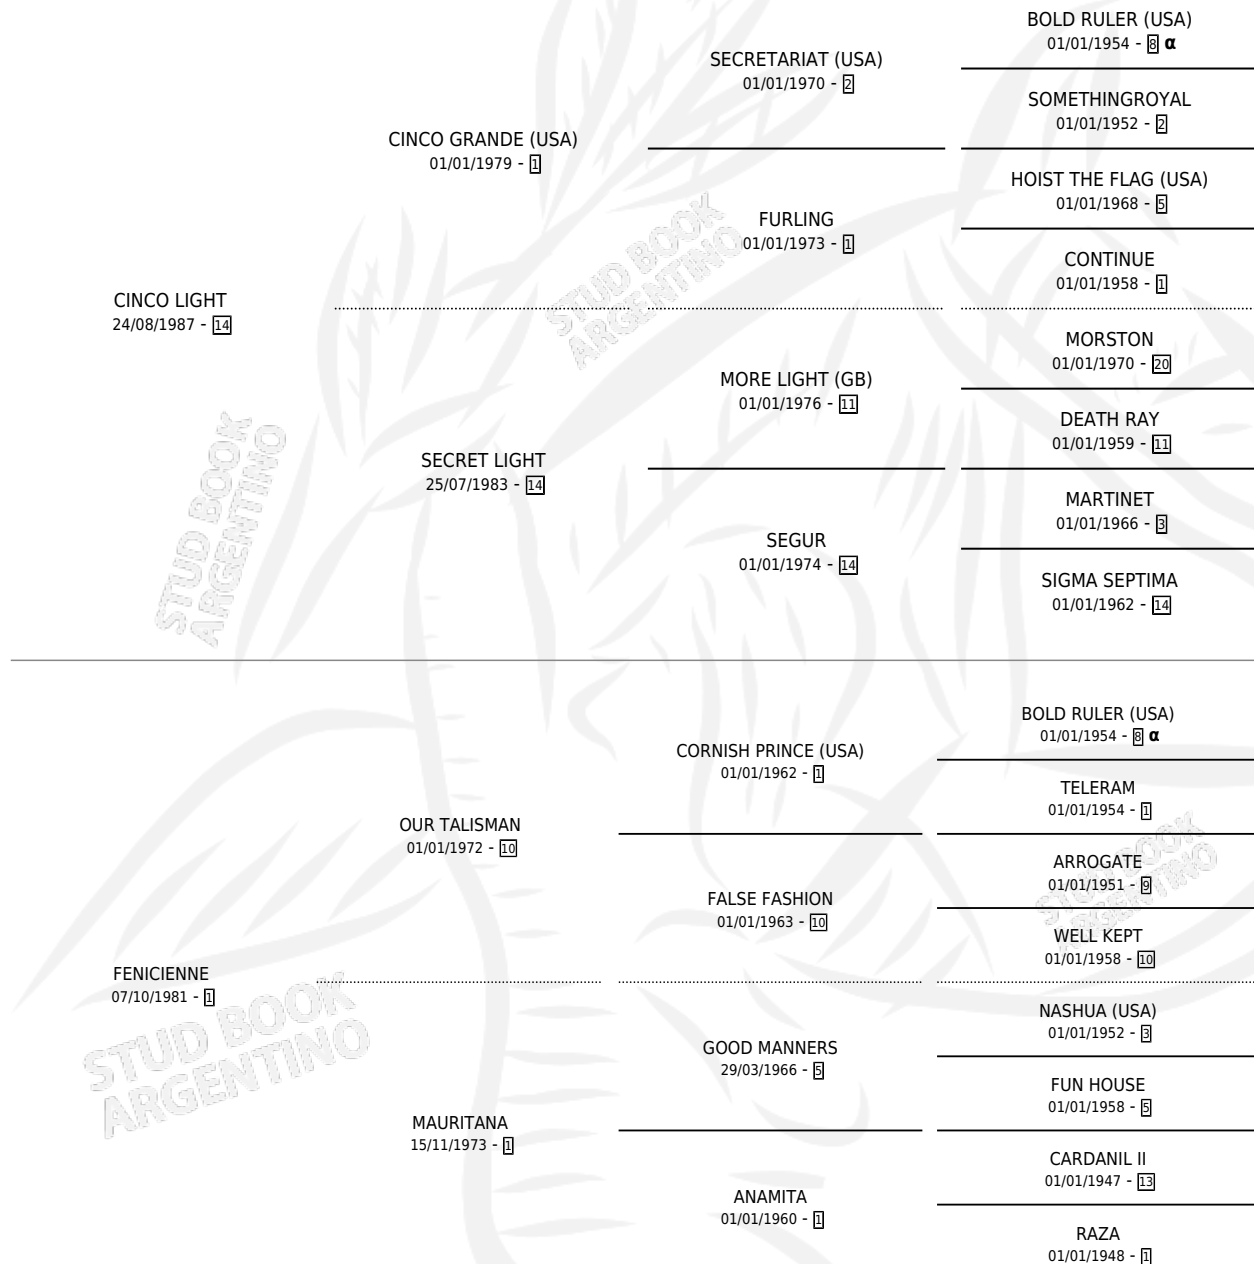 BOLD RULER (USA)
01/01/1954 - 8 α
SECRETARIAT (USA)
01/01/1970 - 2
SOMETHINGROYAL
01/01/1952 - 2
CINCO GRANDE (USA)
01/01/1979 - 1
HOIST THE FLAG (USA)
01/01/1968 - 5
FURLING
01/01/1973 - 1
CONTINUE
01/01/1958 - 1
CINCO LIGHT
24/08/1987 - 14
MORSTON
01/01/1970 - 20
MORE LIGHT (GB)
01/01/1976 - 11
DEATH RAY
01/01/1959 - 11
SECRET LIGHT
25/07/1983 - 14
MARTINET
01/01/1966 - 3
SEGUR
01/01/1974 - 14
SIGMA SEPTIMA
01/01/1962 - 14
BOLD RULER (USA)
01/01/1954 - 8 α
CORNISH PRINCE (USA)
01/01/1962 - 1
TELERAM
01/01/1954 - 1
OUR TALISMAN
01/01/1972 - 10
ARROGATE
01/01/1951 - 9
FALSE FASHION
01/01/1963 - 10
WELL KEPT
01/01/1958 - 10
FENICIENNE
07/10/1981 - 1
NASHUA (USA)
01/01/1952 - 3
GOOD MANNERS
29/03/1966 - 5
FUN HOUSE
01/01/1958 - 5
MAURITANA
15/11/1973 - 1
CARDANIL II
01/01/1947 - 13
ANAMITA
01/01/1960 - 1
RAZA
01/01/1948 - 1
STUD BOOK
ARGENTINO
STUD BOOK
ARGENTINO
STUD BOOK
ARGENTINO
STUD BOOK
ARGENTINO